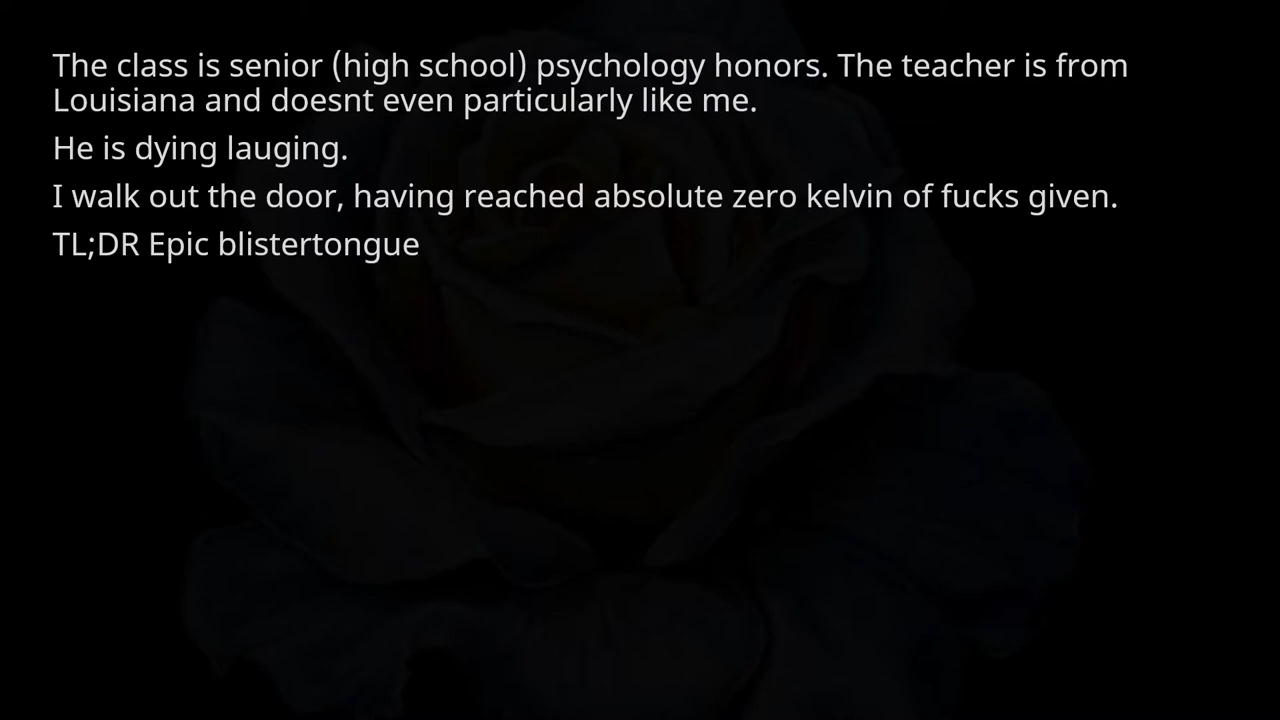 The class is senior (high school) psychology honors. The teacher is from
Louisiana and doesnt even particularly like me.
He is dying lauging.
I walk out the door, having reached absolute zero kelvin of fucks given.
TL;DR Epic blistertongue